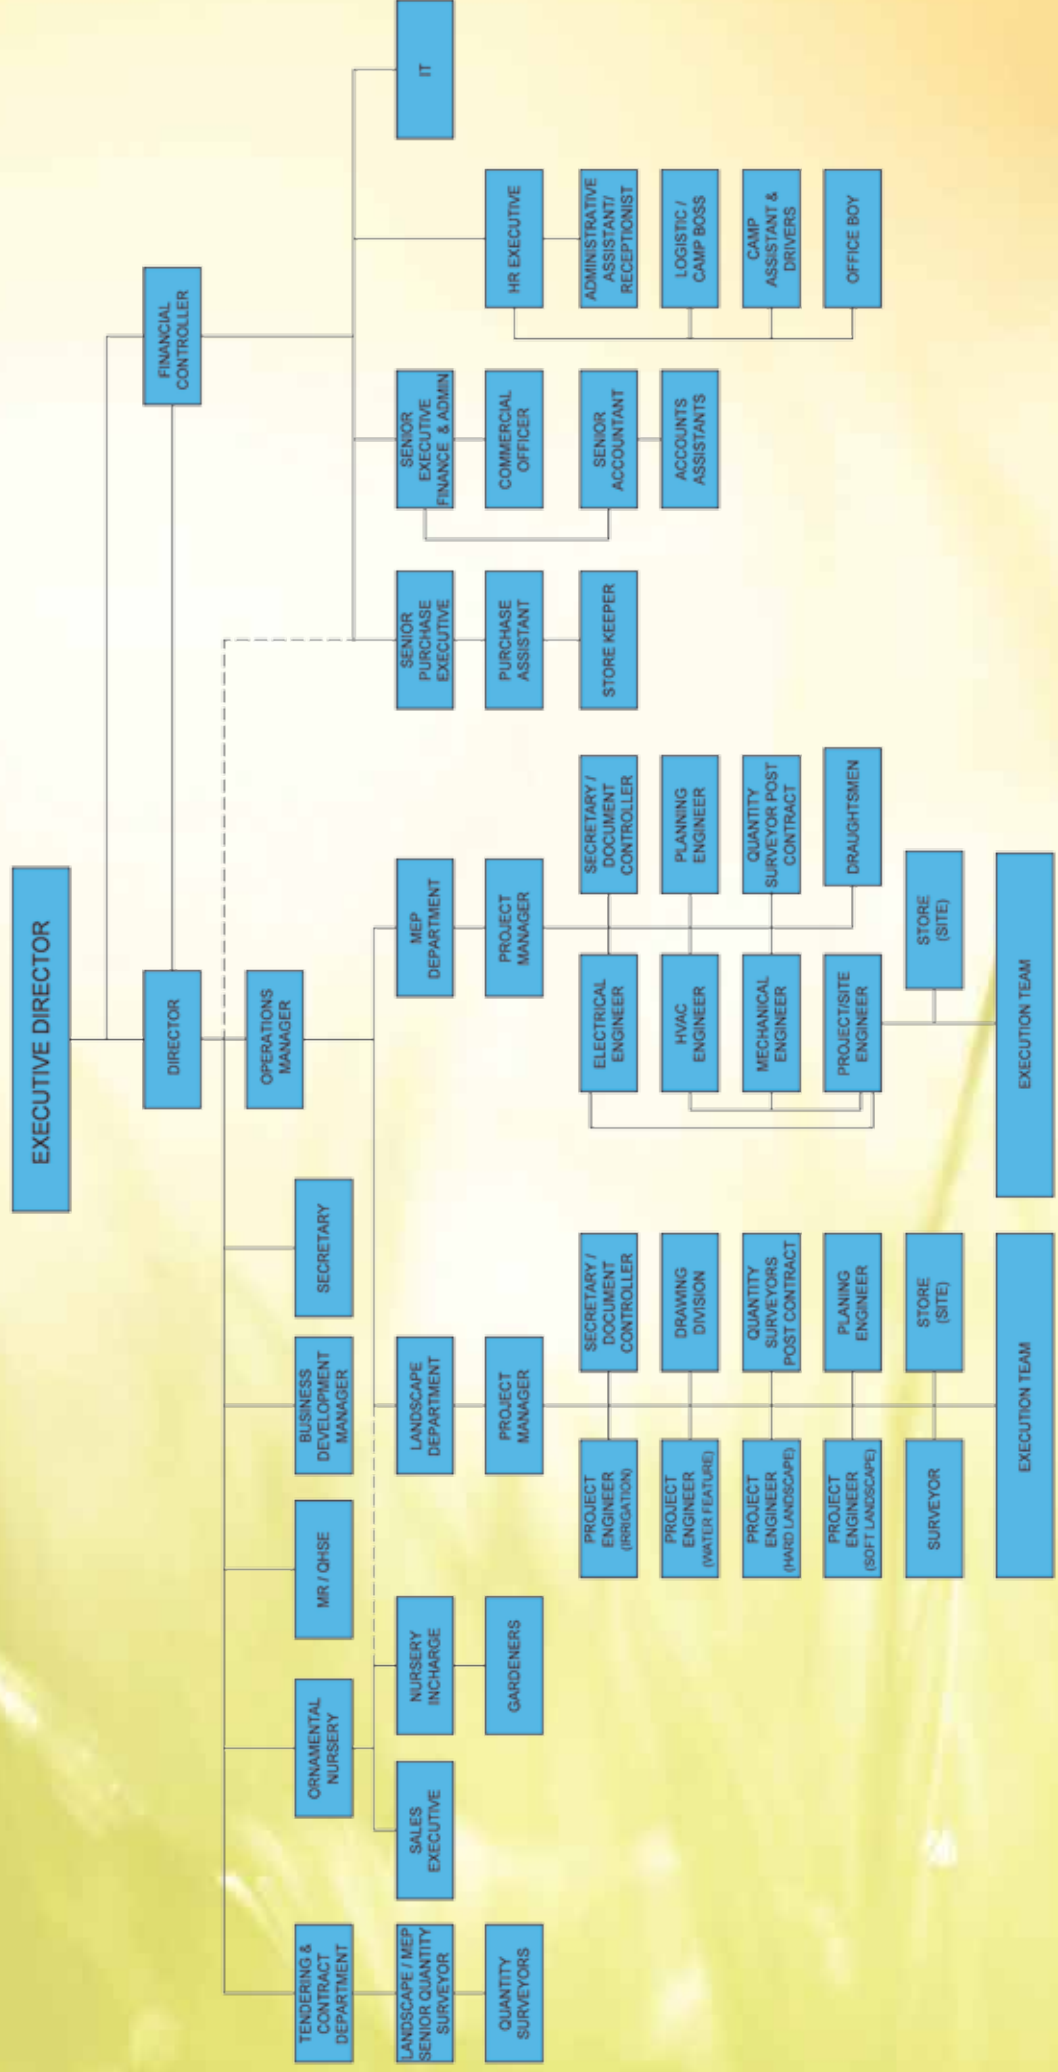 EXECUTIVE DIRECTOR
DIRECTOR
FINANCIAL
CONTROLLER
OPERATIONS
MANAGER
TENDERING &
CONTRACT
DEPARTMENT
ORNAMENTAL
NURSERY
MR / QHSE
BUSINESS
DEVELOPMENT
MANAGER
SECRETARY
LANDSCAPE / MEP
SENIOR QUANTITY
SURVEYOR
SALES
EXECUTIVE
NURSERY
INCHARGE
LANDSCAPE
DEPARTMENT
MEP
DEPARTMENT
SENIOR
PURCHASE
EXECUTIVE
SENIOR
EXECUTIVE
FINANCE & ADMIN
IT
QUANTITY
SURVEYORS
GARDENERS
PROJECT
MANAGER
PROJECT
MANAGER
PURCHASE
ASSISTANT
COMMERCIAL
OFFICER
HR EXECUTIVE
PROJECT
ENGINEER
(IRRIGATION)
SECRETARY /
DOCUMENT
CONTROLLER
ELECTRICAL
ENGINEER
SECRETARY /
DOCUMENT
CONTROLLER
STORE KEEPER
SENIOR
ACCOUNTANT
ADMINISTRATIVE
ASSISTANT/
RECEPTIONIST
PROJECT
ENGINEER
(WATER FEATURE)
DRAWING
DIVISION
HVAC
ENGINEER
PLANNING
ENGINEER
ACCOUNTS
ASSISTANTS
LOGISTIC /
CAMP BOSS
PROJECT
ENGINEER
(HARD LANDSCAPE)
QUANTITY
SURVEYORS
POST CONTRACT
MECHANICAL
ENGINEER
QUANTITY
SURVEYOR POST
CONTRACT
CAMP
ASSISTANT &
DRIVERS
PROJECT
ENGINEER
(SOFT LANDSCAPE)
PLANING
ENGINEER
PROJECT/SITE
ENGINEER
DRAUGHTSMEN
OFFICE BOY
SURVEYOR
STORE
(SITE)
STORE
(SITE)
EXECUTION TEAM
EXECUTION TEAM